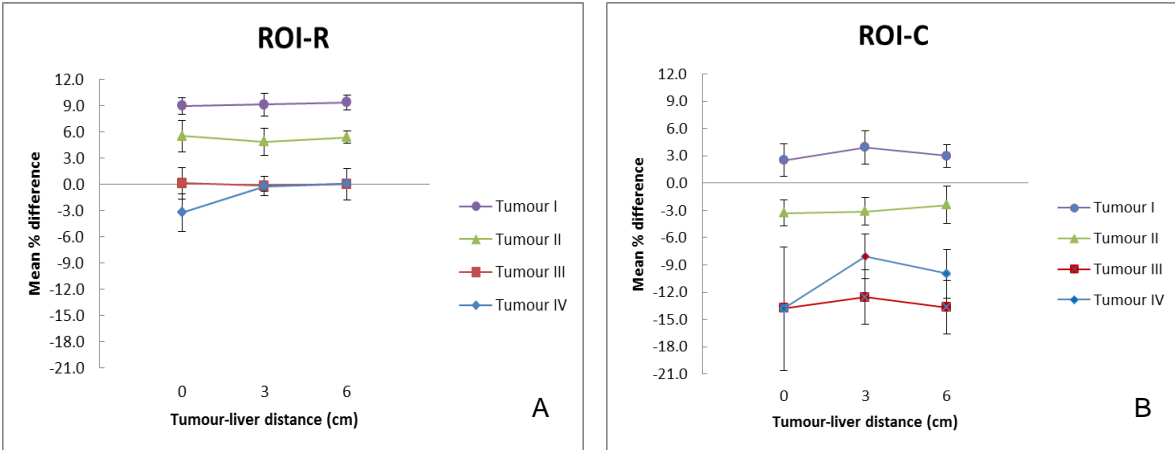 ROI-R
12.0
9.0
6.0
3.0
0.0
-3.0
-6.0
-9.0
-12.0
-15.0
-18.0
-21.0
Mean % difference
0 3 6
Tumour-liver distance (cm)
Tumour I
Tumour II
Tumour III
Tumour IV
A
ROI-C
12.0
9.0
6.0
3.0
0.0
-3.0
-6.0
-9.0
-12.0
-15.0
-18.0
-21.0
Mean % difference
0 3 6
Tumour-liver distance (cm)
Tumour I
Tumour II
Tumour III
Tumour IV
B